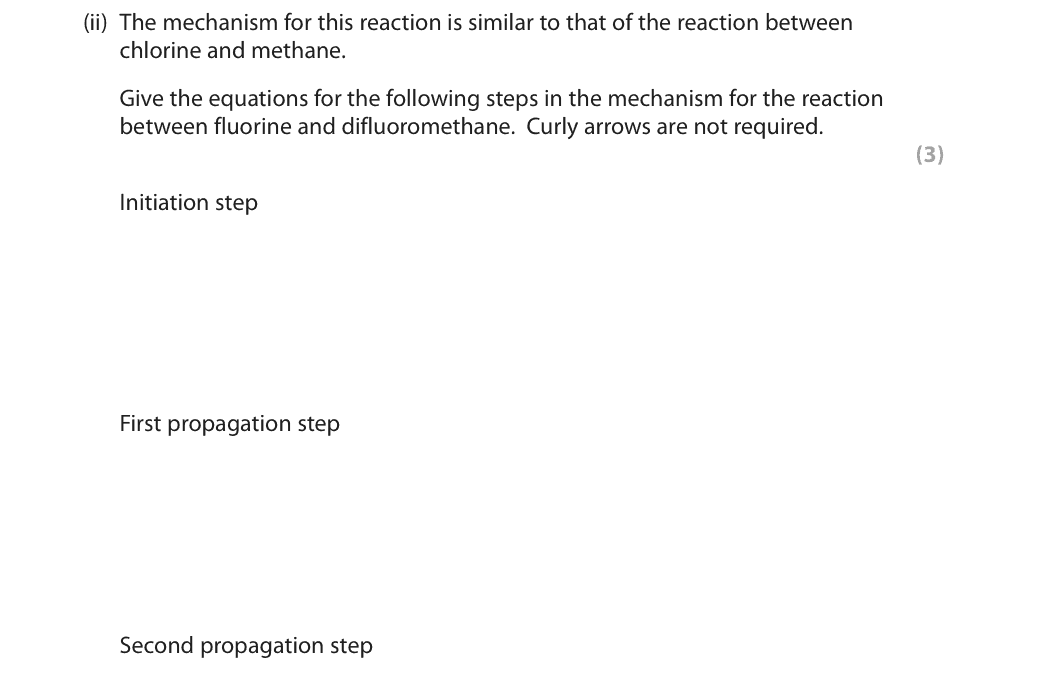 (ii) The mechanism for this reaction is similar to that of the reaction between
chlorine and methane.
Give the equations for the following steps in the mechanism for the reaction
between fluorine and difluoromethane. Curly arrows are not required.
(3)
Initiation step
First propagation step
Second propagation step